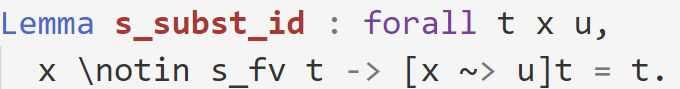 Lemma s_subst_id : forall t x u,
x \notin s_fv t -> [x ~> u]t = t.